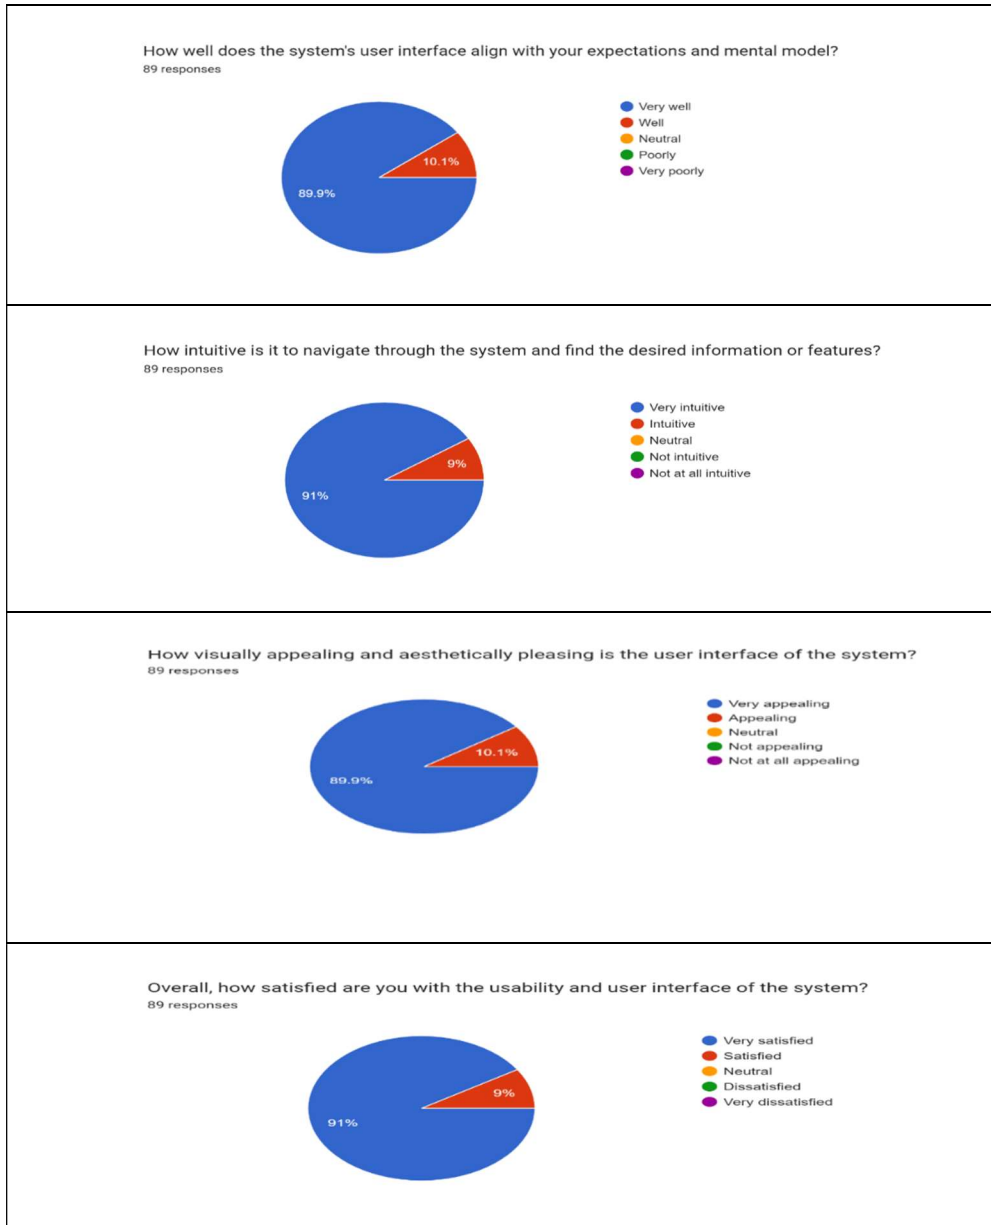 How well does the system's user interface align with your expectations and mental model?
89 responses
Very well
Well
Neutral
Poorly
Very poorly
10.1%
89.9%
How intuitive is it to navigate through the system and find the desired information or features?
89 responses
Very intuitive
Intuitive
Neutral
Not intuitive
Not at all intuitive
9%
91%
How visually appealing and aesthetically pleasing is the user interface of the system?
89 responses
Very appealing
Appealing
Neutral
Not appealing
Not at all appealing
10.1%
89.9%
Overall, how satisfied are you with the usability and user interface of the system?
89 responses
Very satisfied
Satisfied
Neutral
Dissatisfied
Very dissatisfied
9%
91%